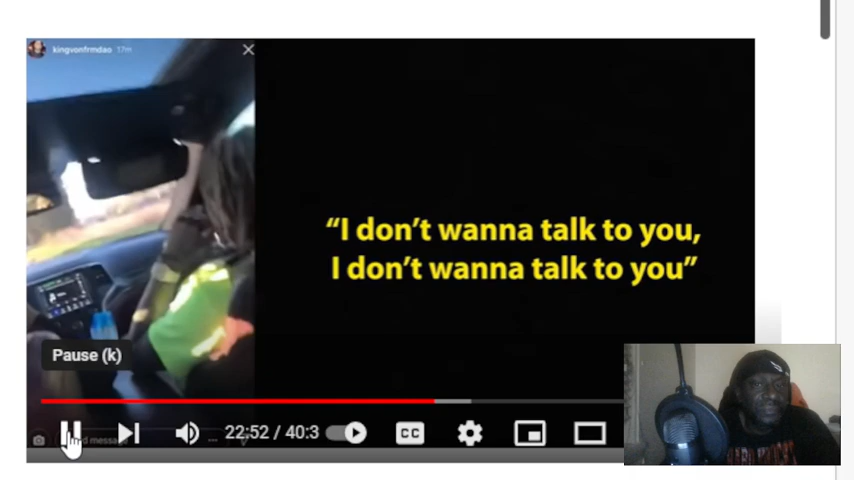 kingvonfrmdao 17m
“I don’t wanna talk to you,
I don’t wanna talk to you”
Pause (k)
22:52 / 40:3
CC